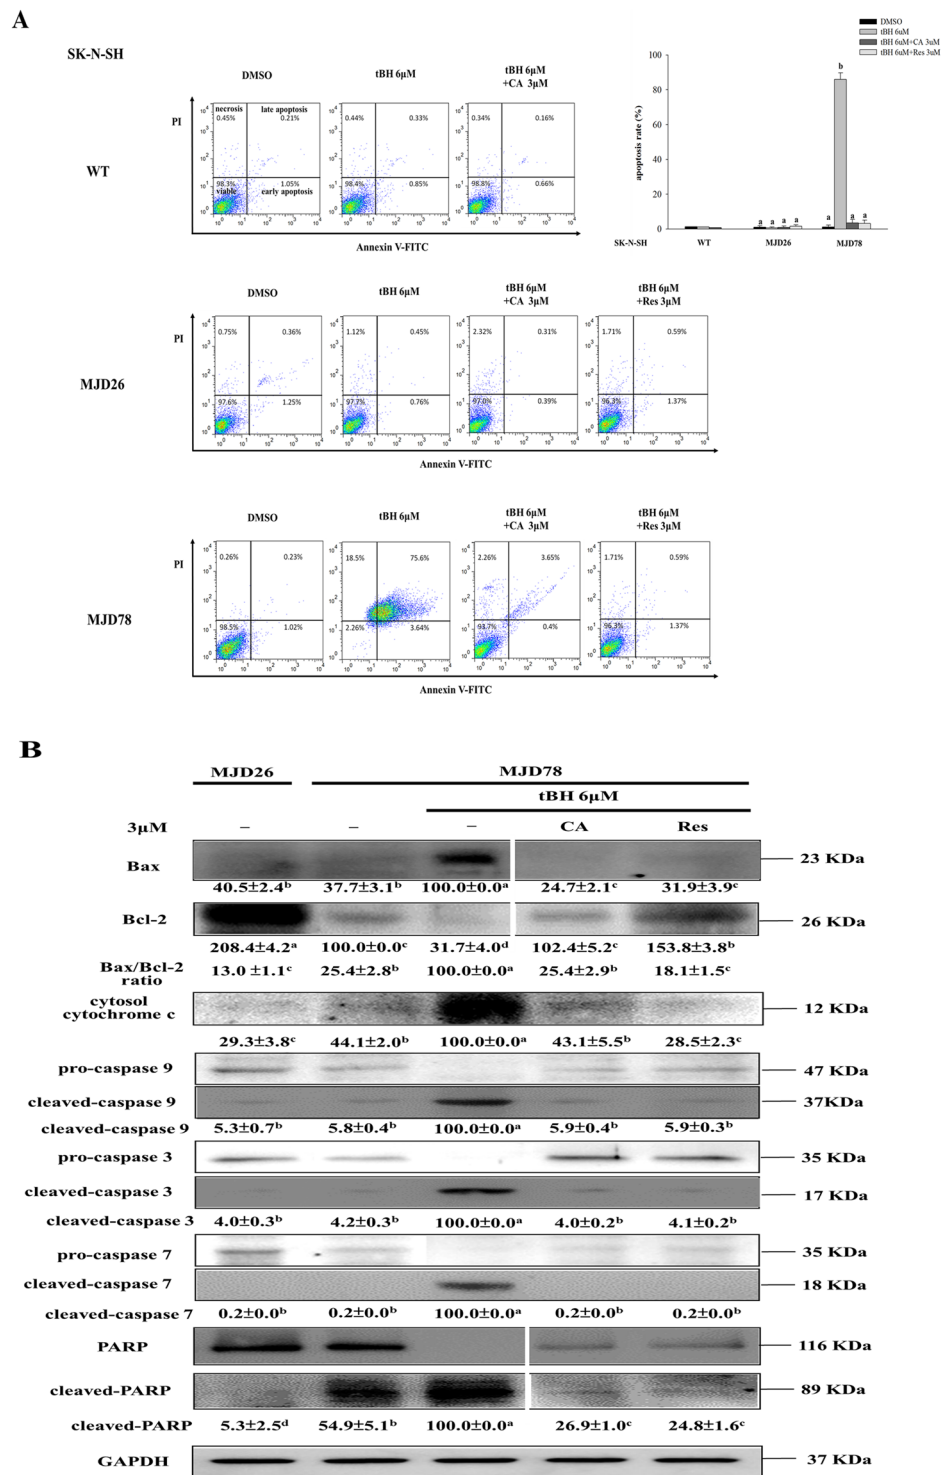 A
SK-N-SH
DMSO
tBH 6µM
tBH 6µM
+CA 3µM
PI
necrosis
late apoptosis
0.45%
0.21%
0.44%
0.33%
0.34%
0.16%
WT
98.3%
1.05%
98.4%
0.85%
98.8%
0.66%
viable
early apoptosis
Annexin V-FITC
DMSO
tBH 6uM
tBH 6uM+CA 3uM
tBH 6uM+Res 3uM
apoptosis rate (%)
100
80
60
40
20
0
b
a a a a
a a a
SK-N-SH
WT
MJD26
MJD78
DMSO
tBH 6µM
tBH 6µM
+CA 3µM
tBH 6µM
+Res 3µM
PI
0.75%
0.36%
1.12%
0.45%
2.32%
0.31%
1.71%
0.59%
MJD26
97.6%
1.25%
97.7%
0.76%
97.0%
0.39%
96.3%
1.37%
Annexin V-FITC
DMSO
tBH 6µM
tBH 6µM
+CA 3µM
tBH 6µM
+Res 3µM
PI
0.26%
0.23%
18.5%
75.6%
2.26%
3.65%
1.71%
0.59%
MJD78
98.5%
1.02%
2.26%
3.64%
93.7%
0.4%
96.3%
1.37%
Annexin V-FITC
B
MJD26 MJD78
tBH 6µM
3µM – – – CA Res
Bax 23 KDa
40.5±2.4b 37.7±3.1b 100.0±0.0a 24.7±2.1c 31.9±3.9c
Bcl-2 26 KDa
208.4±4.2a 100.0±0.0c 31.7±4.0d 102.4±5.2c 153.8±3.8b
Bax/Bcl-2 13.0 ±1.1c 25.4±2.8b 100.0±0.0a 25.4±2.9b 18.1±1.5c
ratio
cytosol
cytochrome c 12 KDa
29.3±3.8c 44.1±2.0b 100.0±0.0a 43.1±5.5b 28.5±2.3c
pro-caspase 9 47 KDa
cleaved-caspase 9 37KDa
cleaved-caspase 9 5.3±0.7b 5.8±0.4b 100.0±0.0a 5.9±0.4b 5.9±0.3b
pro-caspase 3 35 KDa
cleaved-caspase 3 17 KDa
cleaved-caspase 3 4.0±0.3b 4.2±0.3b 100.0±0.0a 4.0±0.2b 4.1±0.2b
pro-caspase 7 35 KDa
cleaved-caspase 7 18 KDa
cleaved-caspase 7 0.2±0.0b 0.2±0.0b 100.0±0.0a 0.2±0.0b 0.2±0.0b
PARP 116 KDa
cleaved-PARP 89 KDa
cleaved-PARP 5.3±2.5d 54.9±5.1b 100.0±0.0a 26.9±1.0c 24.8±1.6c
GAPDH 37 KDa